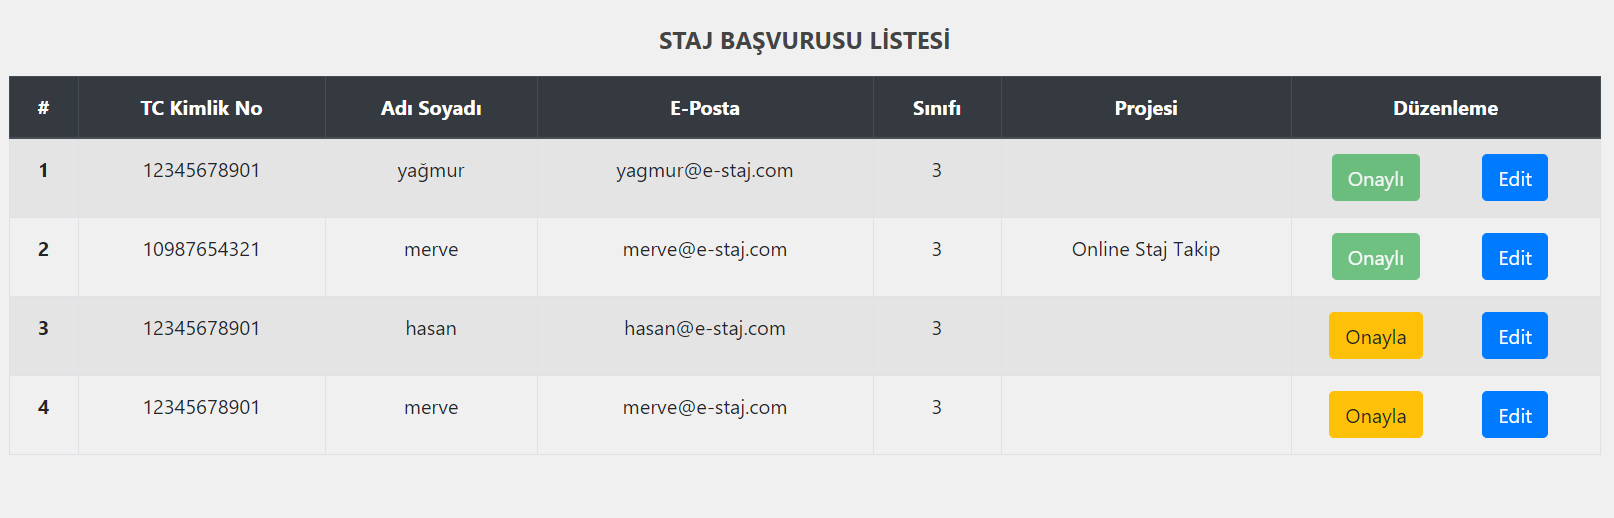 STAJ BAŞVURUSU LİSTESİ
# TC Kimlik No Adı Soyadı E-Posta Sınıfı Projesi Düzenleme
1 12345678901 yağmur yagmur@e-staj.com 3 Onaylı Edit
2 10987654321 merve merve@e-staj.com 3 Online Staj Takip Onaylı Edit
3 12345678901 hasan hasan@e-staj.com 3 Onayla Edit
4 12345678901 merve merve@e-staj.com 3 Onayla Edit